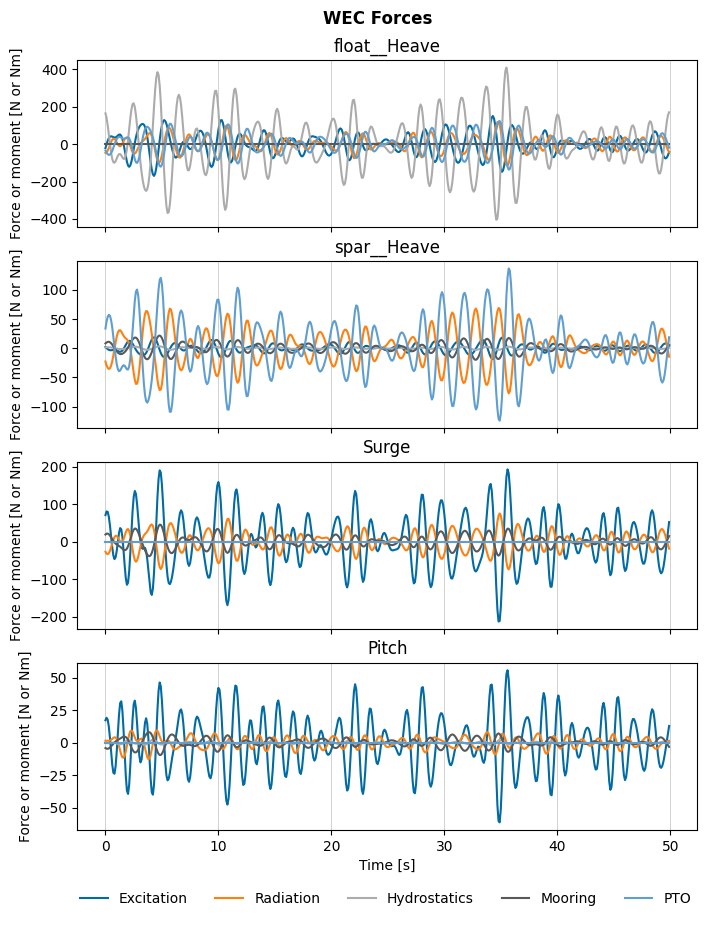 WEC Forces
float__Heave
Force or moment [N or Nm]
400
200
0
−200
−400
spar__Heave
Force or moment [N or Nm]
100
50
0
−50
−100
Surge
Force or moment [N or Nm]
200
100
0
−100
−200
Pitch
Force or moment [N or Nm]
50
25
0
−25
−50
0 10 20 30 40 50
Time [s]
Excitation Radiation Hydrostatics Mooring PTO